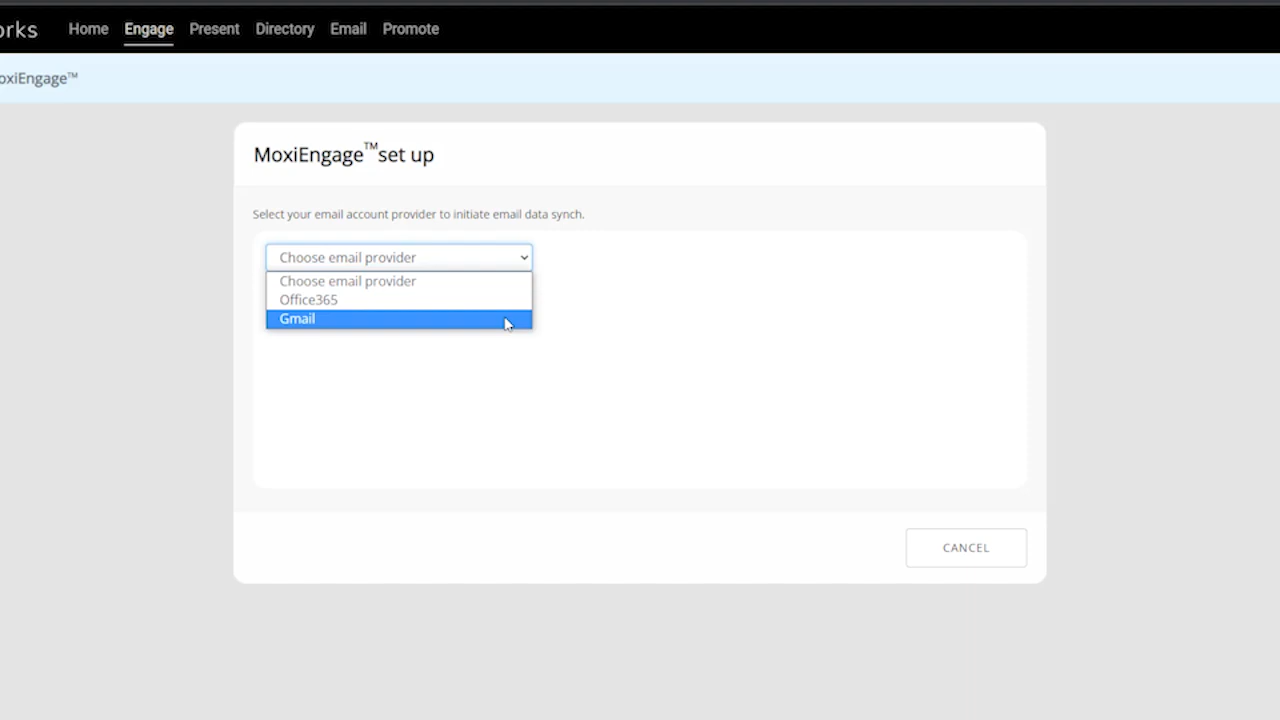 orks Home Engage Present Directory Email Promote
oxiEngage™
MoxiEngage™set up
Select your email account provider to initiate email data synch.
Choose email provider
Choose email provider
Office365
Gmail
CANCEL